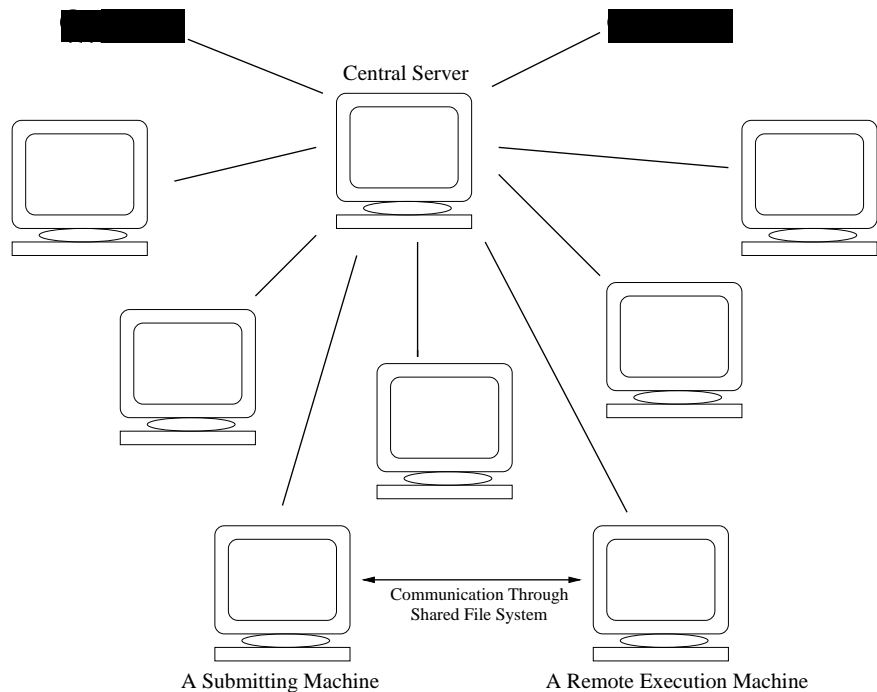 Central Server
Communication Through
Shared File System
A Submitting Machine
A Remote Execution Machine